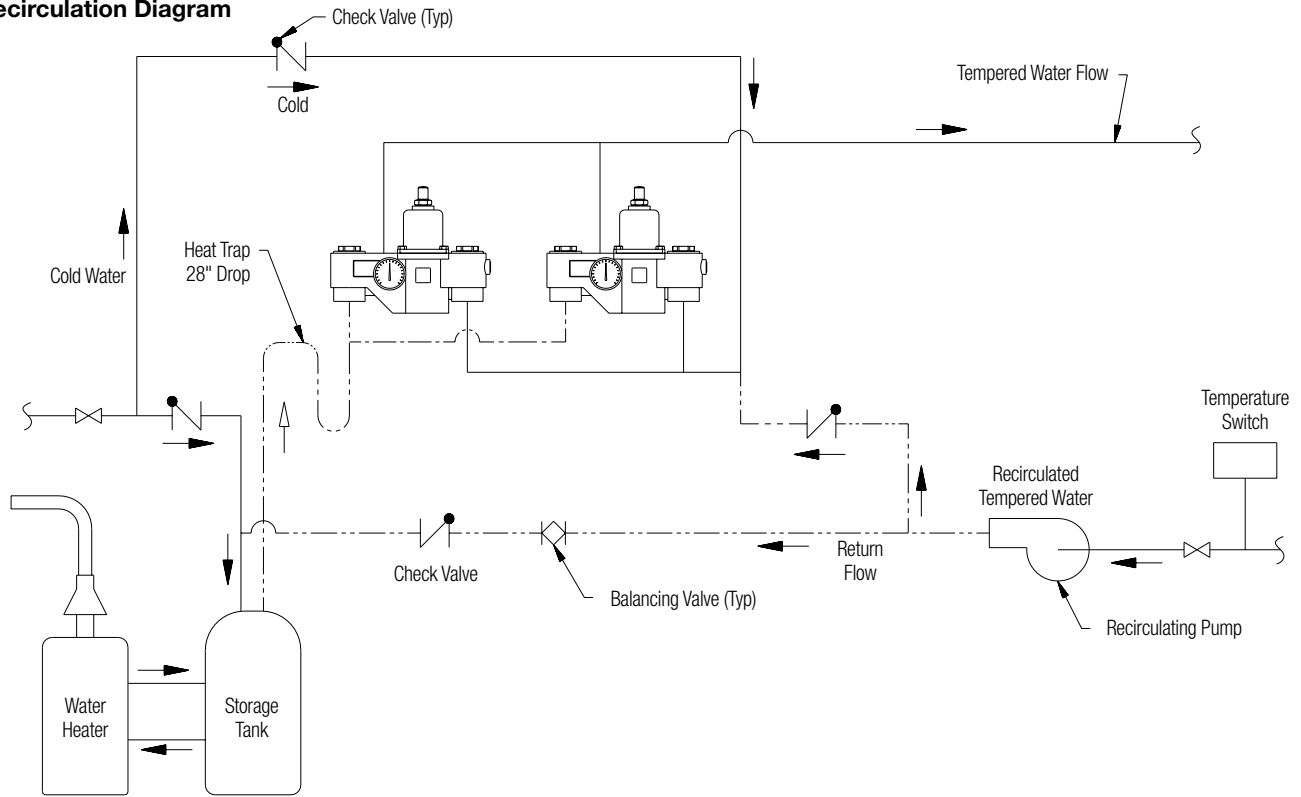 ecirculation Diagram
Check Valve (Typ)
Cold
Tempered Water Flow
Cold Water
Heat Trap
28" Drop
Temperature
Switch
Recirculated
Tempered Water
Return
Flow
Check Valve
Balancing Valve (Typ)
Recirculating Pump
Water
Heater
Storage
Tank